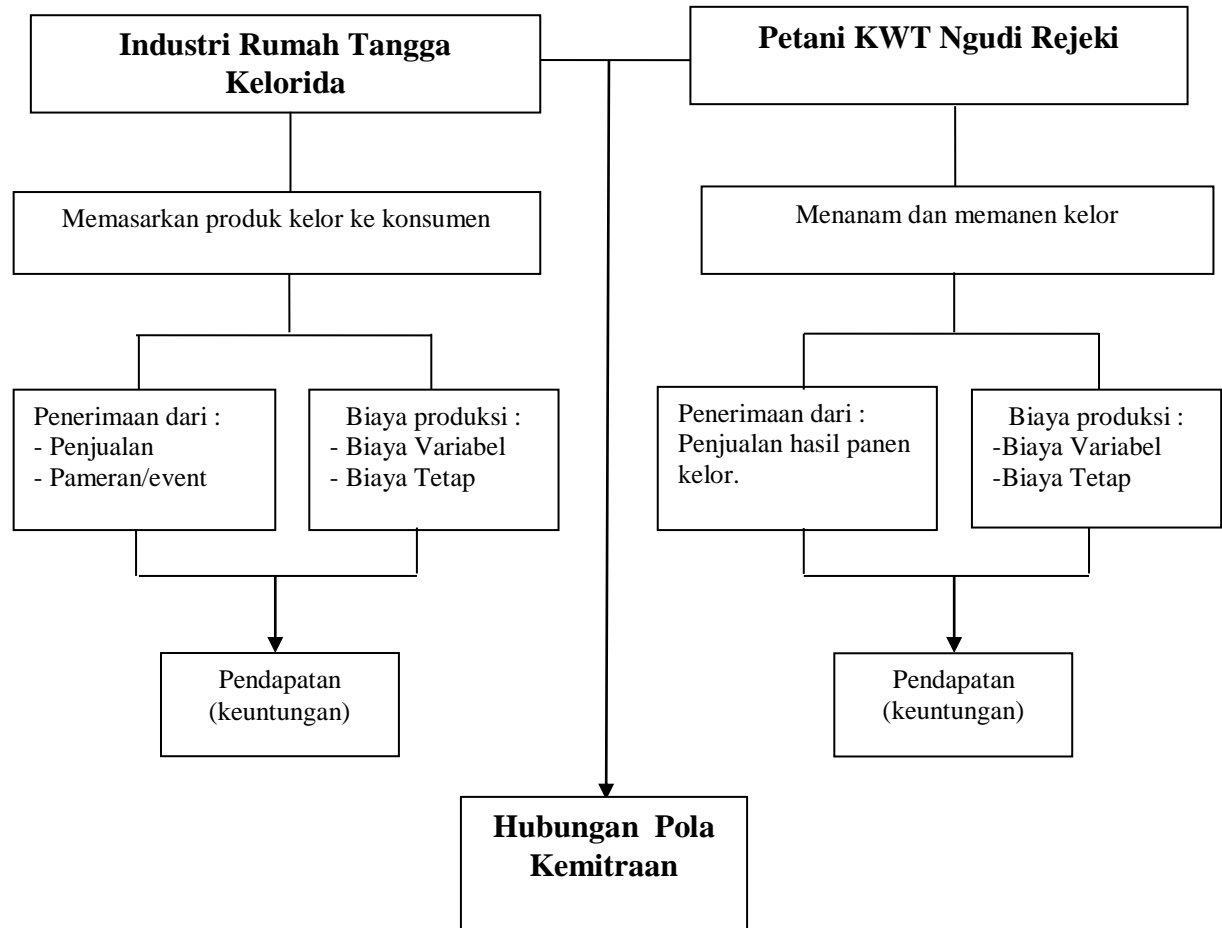 Industri Rumah Tangga
Kelorida
Petani KWT Ngudi Rejeki
Memasarkan produk kelor ke konsumen
Menanam dan memanen kelor
Penerimaan dari :
- Penjualan
- Pameran/event
Biaya produksi :
- Biaya Variabel
- Biaya Tetap
Penerimaan dari :
Penjualan hasil panen
kelor.
Biaya produksi :
-Biaya Variabel
-Biaya Tetap
Pendapatan
(keuntungan)
Pendapatan
(keuntungan)
Hubungan Pola
Kemitraan